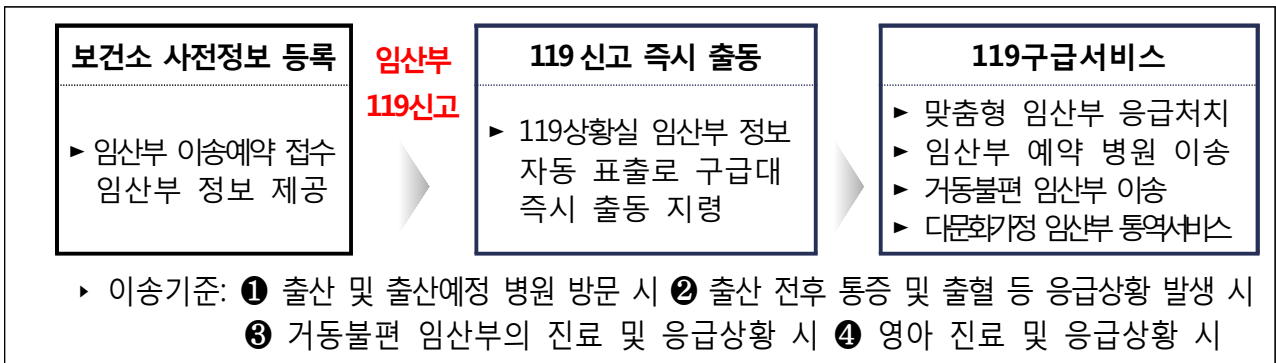 보건소 사전정보 등록
► 임산부 이송예약 접수
임산부 정보 제공
임산부
119신고
119 신고 즉시 출동
► 119상황실 임산부 정보
자동 표출로 구급대
즉시 출동 지령
119구급서비스
► 맞춤형 임산부 응급처치
► 임산부 예약 병원 이송
► 거동불편 임산부 이송
► 다문화가정 임산부 통역서비스
‣ 이송기준: ❶ 출산 및 출산예정 병원 방문 시 ❷ 출산 전후 통증 및 출혈 등 응급상황 발생 시
❸ 거동불편 임산부의 진료 및 응급상황 시 ❹ 영아 진료 및 응급상황 시